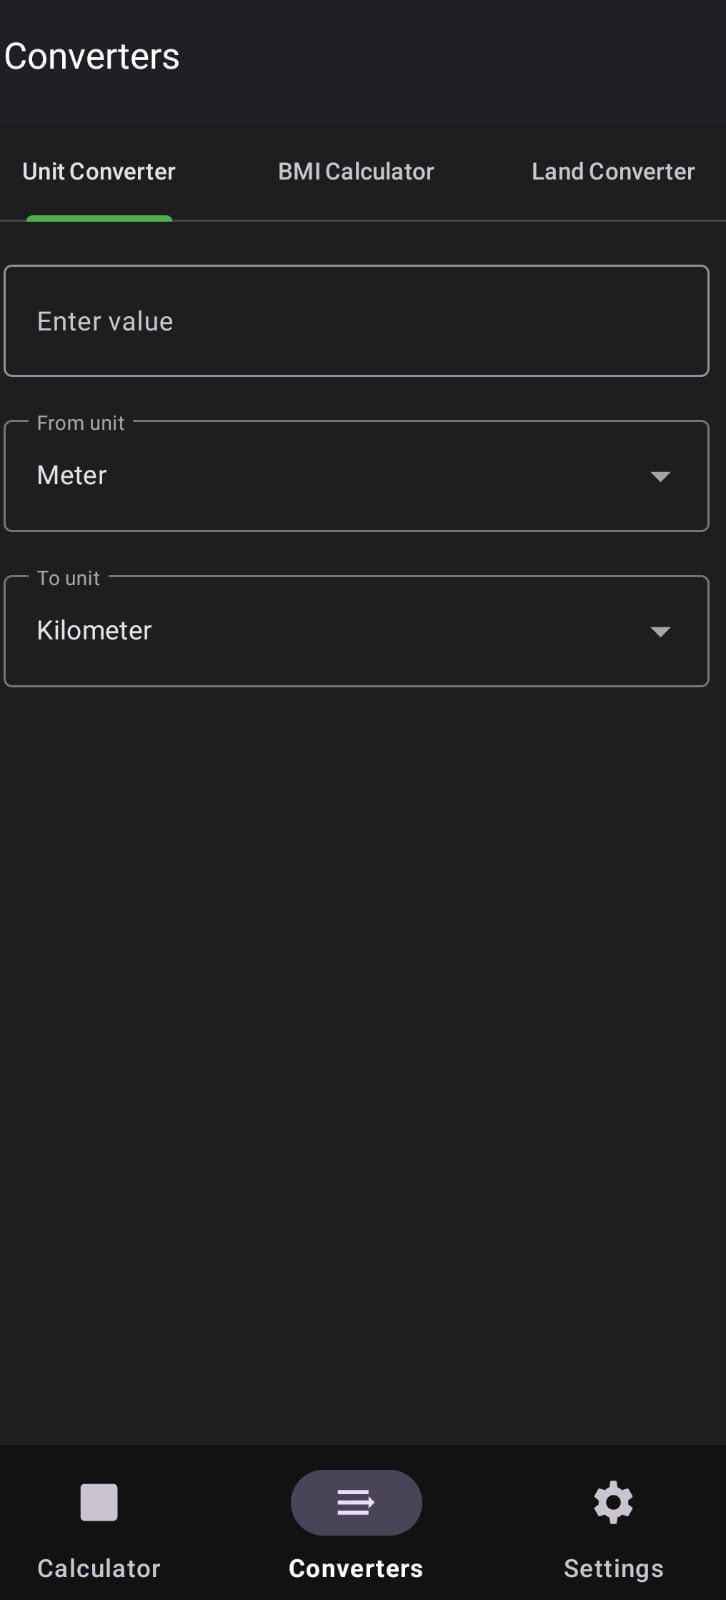 Converters
Unit Converter BMI Calculator Land Converter
Enter value
From unit
Meter
To unit
Kilometer
Calculator Converters Settings